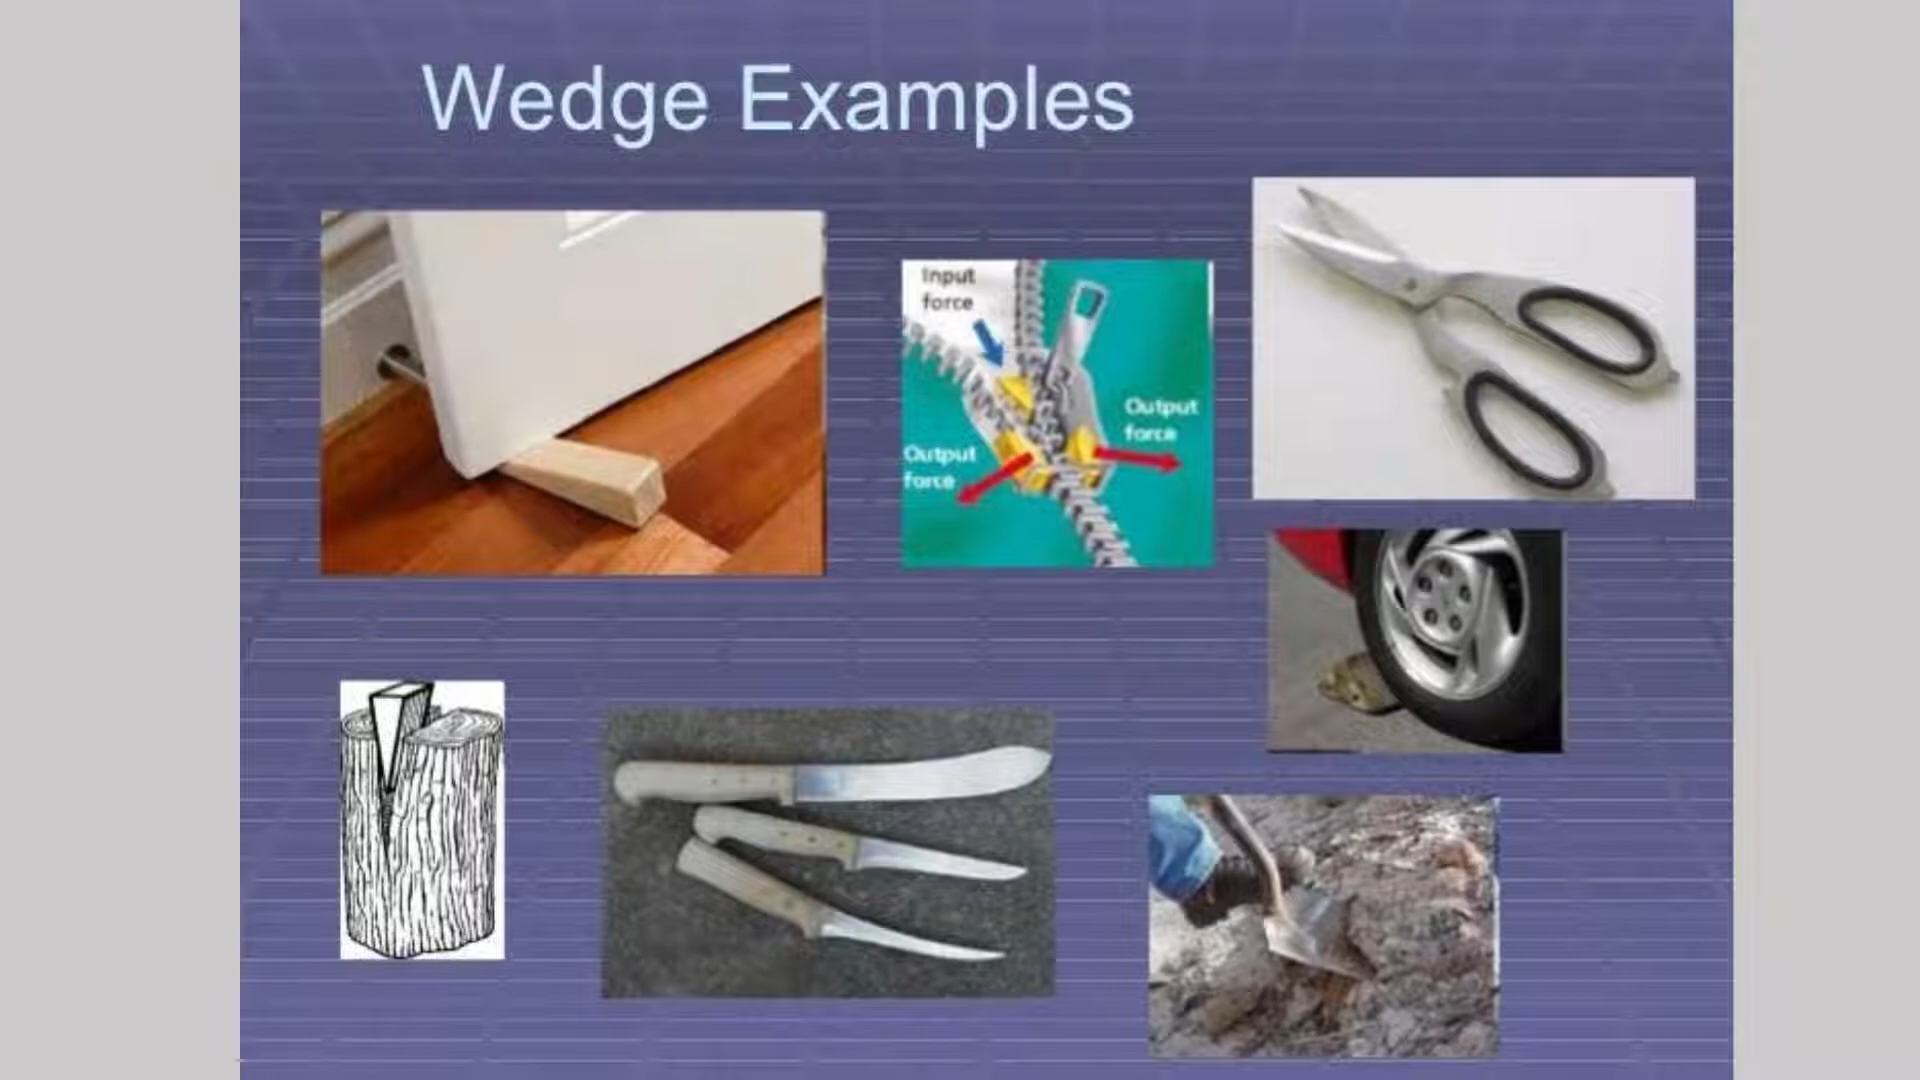 Wedge Examples
Input
force
Output
force
Output
force